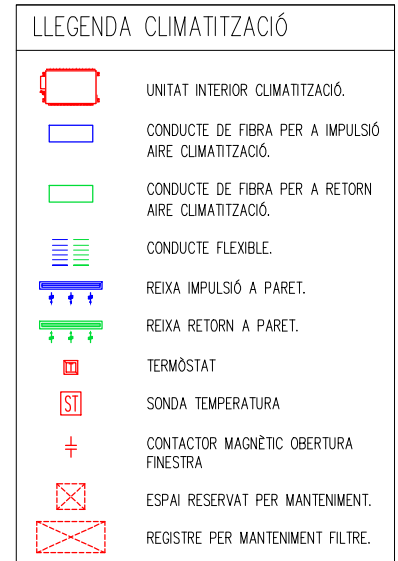 LLEGENDA CLIMATITZACIÓ
UNITAT INTERIOR CLIMATITZACIÓ.
CONDUCTE DE FIBRA PER A IMPULSIÓ
AIRE CLIMATITZACIÓ.
CONDUCTE DE FIBRA PER A RETORN
AIRE CLIMATITZACIÓ.
CONDUCTE FLEXIBLE.
REIXA IMPULSIÓ A PARET.
REIXA RETORN A PARET.
T TERMÒSTAT
ST SONDA TEMPERATURA
CONTACTOR MAGNÈTIC OBERTURA
FINESTRA
ESPAI RESERVAT PER MANTENIMENT.
REGISTRE PER MANTENIMENT FILTRE.